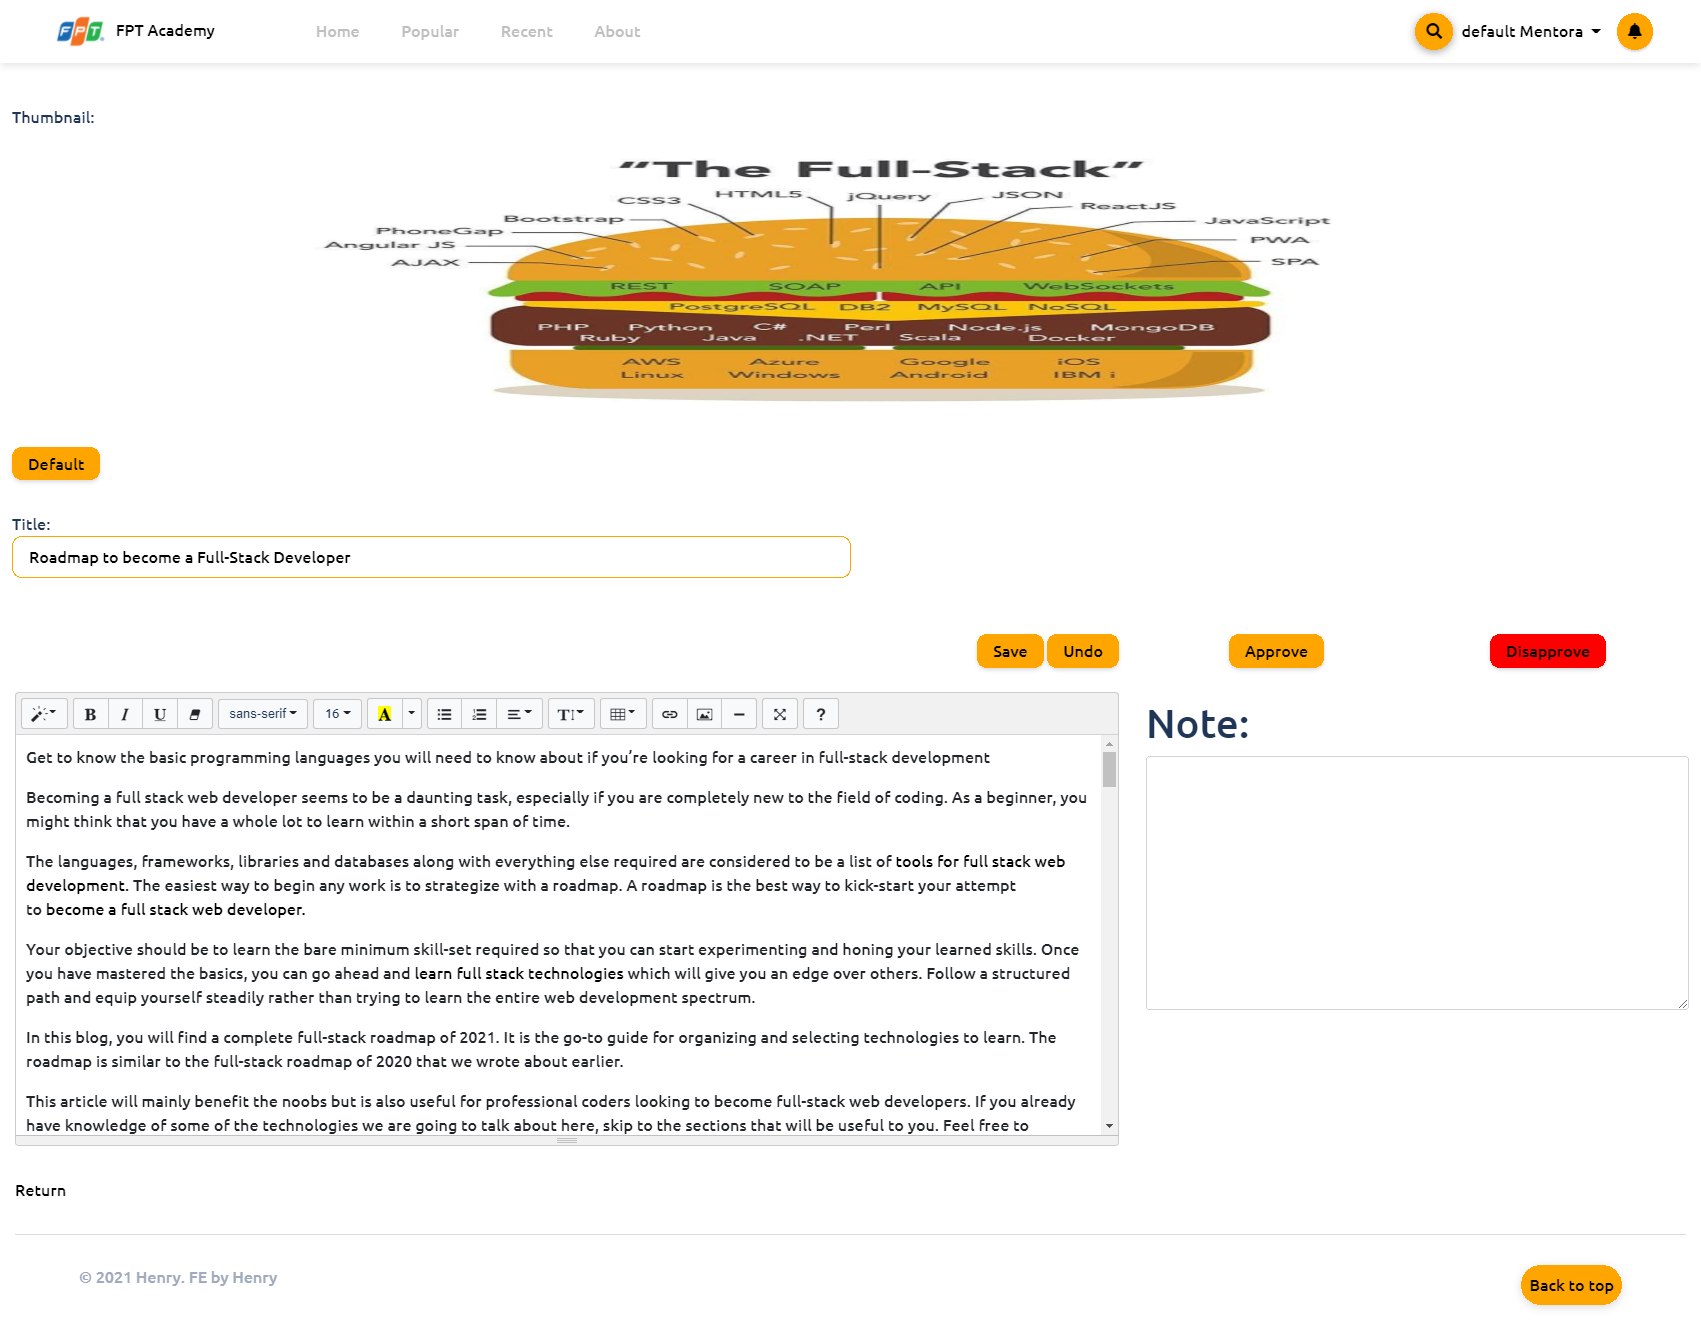 FPT FPT Academy Home Popular Recent About default Mentora
Thumbnail:
“The Full-Stack”
CSS3 HTML5 jQuery JSON
Bootstrap ReactJS
PhoneGap JavaScript
Angular JS PWA
AJAX SPA
REST SOAP API WebSockets
PostgreSQL DB2 MySQL NoSQL
PHP Python C# Perl Node.js MongoDB
Ruby Java .NET Scala Docker
AWS Azure Google iOS
Linux Windows Android IBM i
Default
Title:
Roadmap to become a Full-Stack Developer
Save Undo Approve Disapprove
B I U sans-serif 16 A T ?
Note:
Get to know the basic programming languages you will need to know about if you’re looking for a career in full-stack development
Becoming a full stack web developer seems to be a daunting task, especially if you are completely new to the field of coding. As a beginner, you
might think that you have a whole lot to learn within a short span of time.
The languages, frameworks, libraries and databases along with everything else required are considered to be a list of tools for full stack web
development. The easiest way to begin any work is to strategize with a roadmap. A roadmap is the best way to kick-start your attempt
to become a full stack web developer.
Your objective should be to learn the bare minimum skill-set required so that you can start experimenting and honing your learned skills. Once
you have mastered the basics, you can go ahead and learn full stack technologies which will give you an edge over others. Follow a structured
path and equip yourself steadily rather than trying to learn the entire web development spectrum.
In this blog, you will find a complete full-stack roadmap of 2021. It is the go-to guide for organizing and selecting technologies to learn. The
roadmap is similar to the full-stack roadmap of 2020 that we wrote about earlier.
This article will mainly benefit the noobs but is also useful for professional coders looking to become full-stack web developers. If you already
have knowledge of some of the technologies we are going to talk about here, skip to the sections that will be useful to you. Feel free to
Return
© 2021 Henry. FE by Henry
Back to top